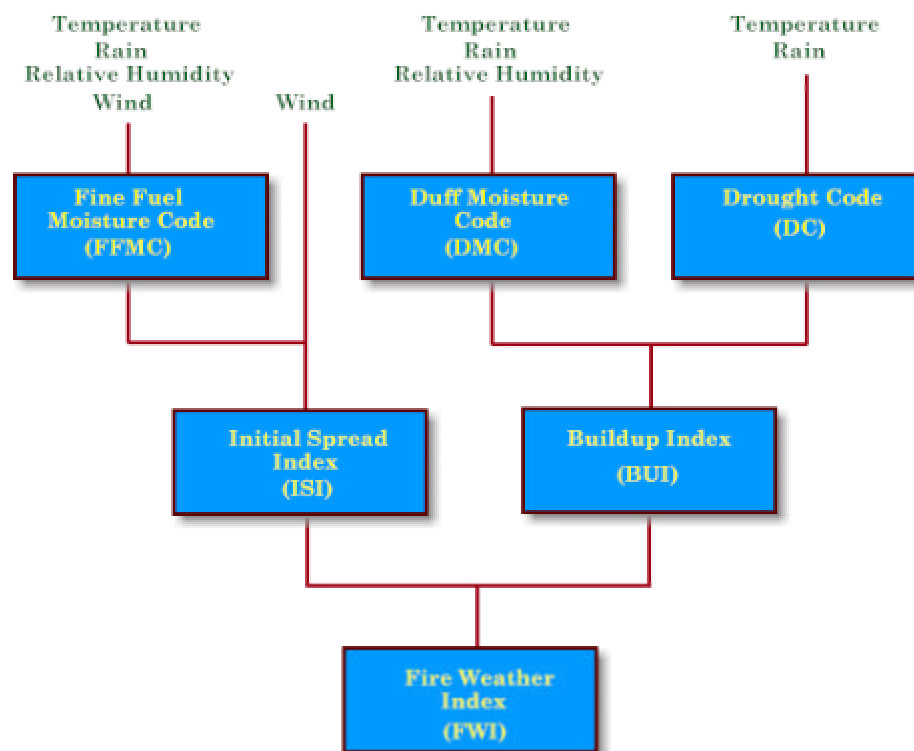 Temperature
Rain
Relative Humidity
Wind
Wind
Temperature
Rain
Relative Humidity
Temperature
Rain
Fine Fuel
Moisture Code
(FFMC)
Duff Moisture
Code
(DMC)
Drought Code
(DC)
Initial Spread
Index
(ISI)
Buildup Index
(BUI)
Fire Weather
Index
(FWI)